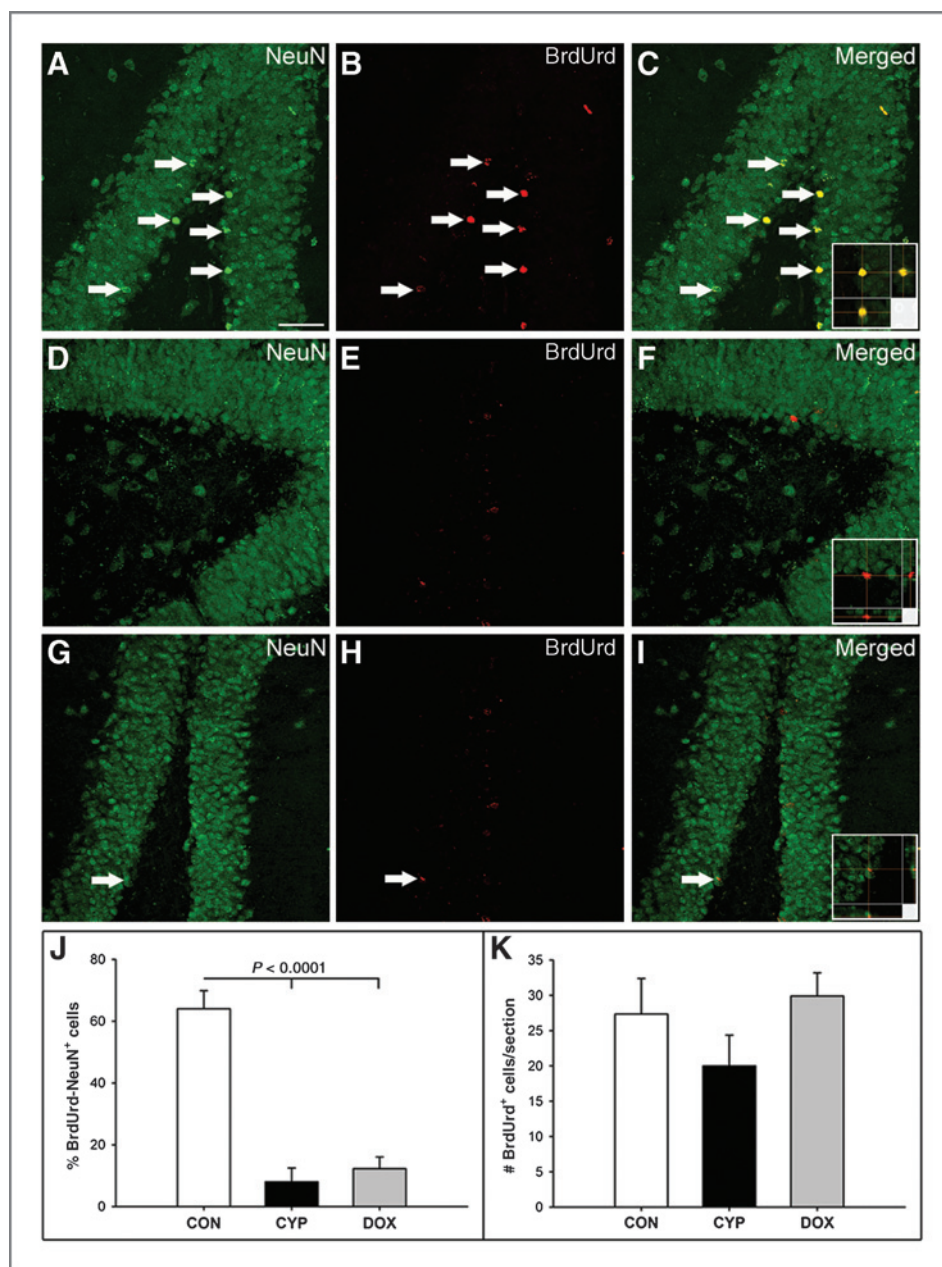 A NeuN
B BrdUrd
C Merged
D NeuN
E BrdUrd
F Merged
G NeuN
H BrdUrd
I Merged
J
% BrdUrd-NeuN⁺ cells
80
60
40
20
0
P < 0.0001
CON CYP DOX
K
# BrdUrd⁺ cells/section
35
30
25
20
15
10
5
0
CON CYP DOX